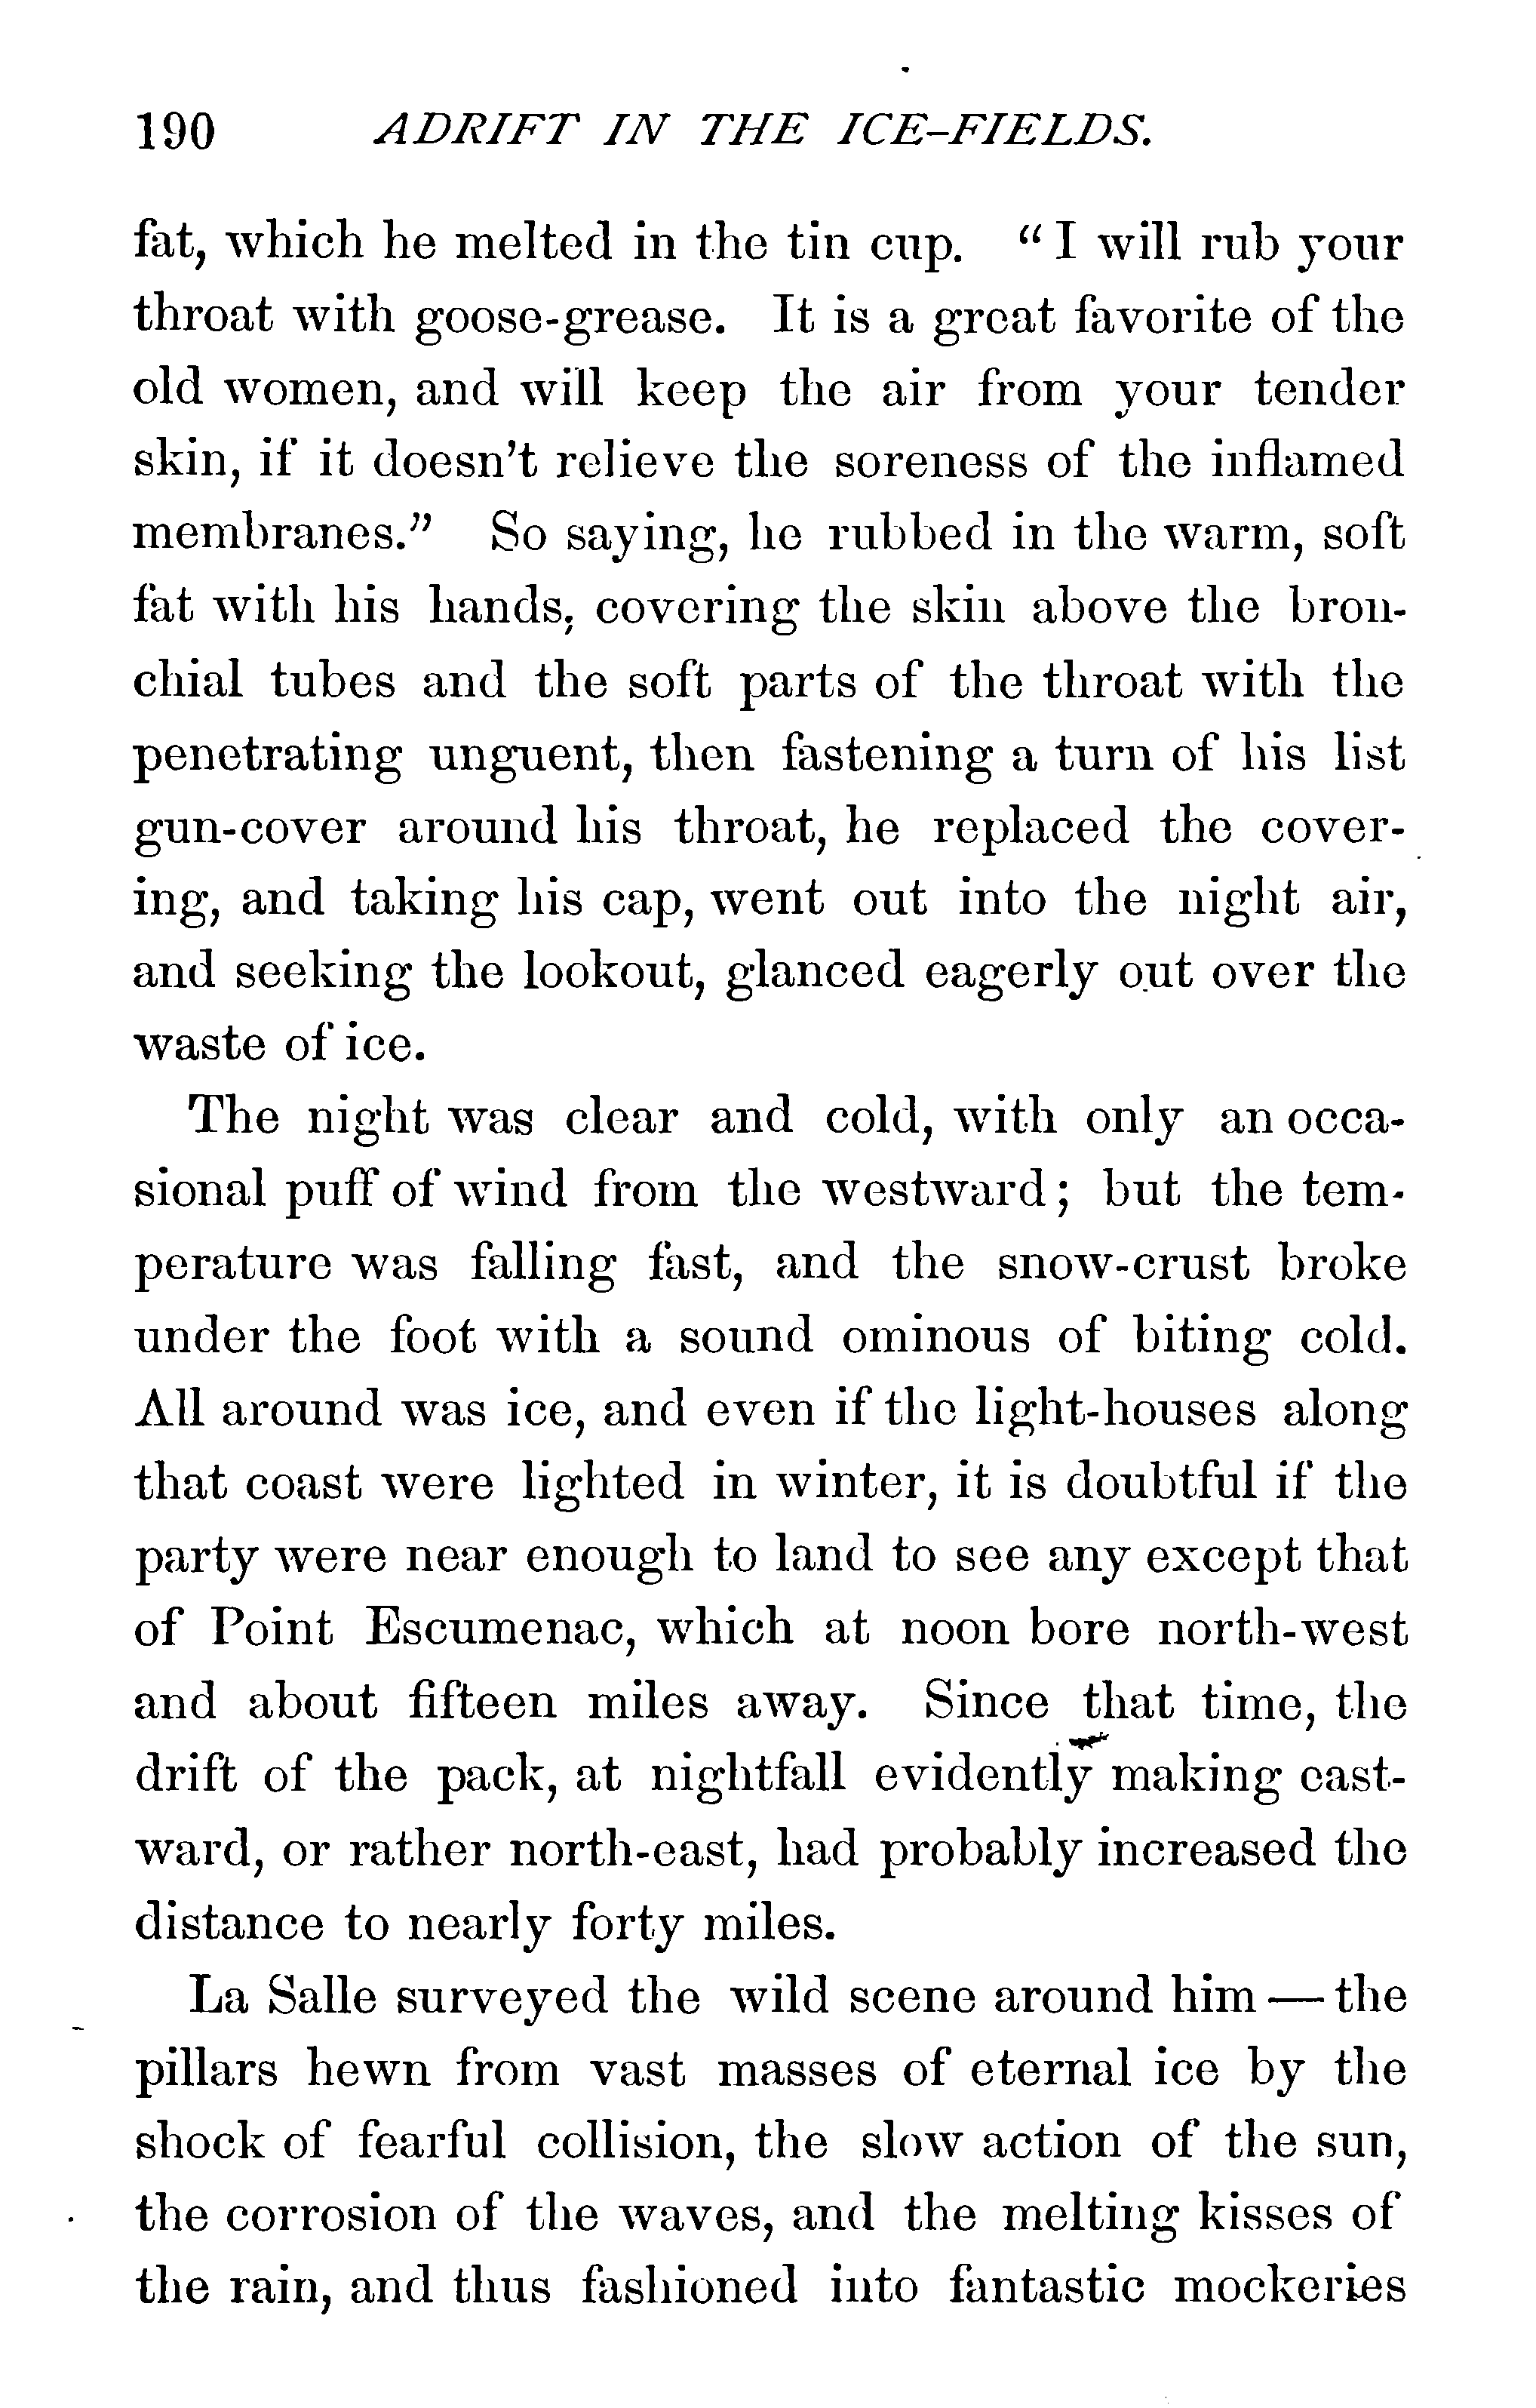 190 ADRIFT IN THE ICE-FIELDS.
fat, which he melted in the tin cup. “I will rub your
throat with goose-grease. It is a great favorite of the
old women, and will keep the air from your tender
skin, if it doesn't relieve the soreness of the inflamed
membranes.” So saying, he rubbed in the warm, soft
fat with his hands, covering the skin above the bron-
chial tubes and the soft parts of the throat with the
penetrating unguent, then fastening a turn of his list
gun-cover around his throat, he replaced the cover-
ing, and taking his cap, went out into the night air,
and seeking the lookout, glanced eagerly out over the
waste of ice.
The night was clear and cold, with only an occa-
sional puff of wind from the westward; but the tem-
perature was falling fast, and the snow-crust broke
under the foot with a sound ominous of biting cold.
All around was ice, and even if the light-houses along
that coast were lighted in winter, it is doubtful if the
party were near enough to land to see any except that
of Point Escumenac, which at noon bore north-west
and about fifteen miles away. Since that time, the
drift of the pack, at nightfall evidently making east-
ward, or rather north-east, had probably increased the
distance to nearly forty miles.
La Salle surveyed the wild scene around him — the
pillars hewn from vast masses of eternal ice by the
shock of fearful collision, the slow action of the sun,
the corrosion of the waves, and the melting kisses of
the rain, and thus fashioned into fantastic mockeries